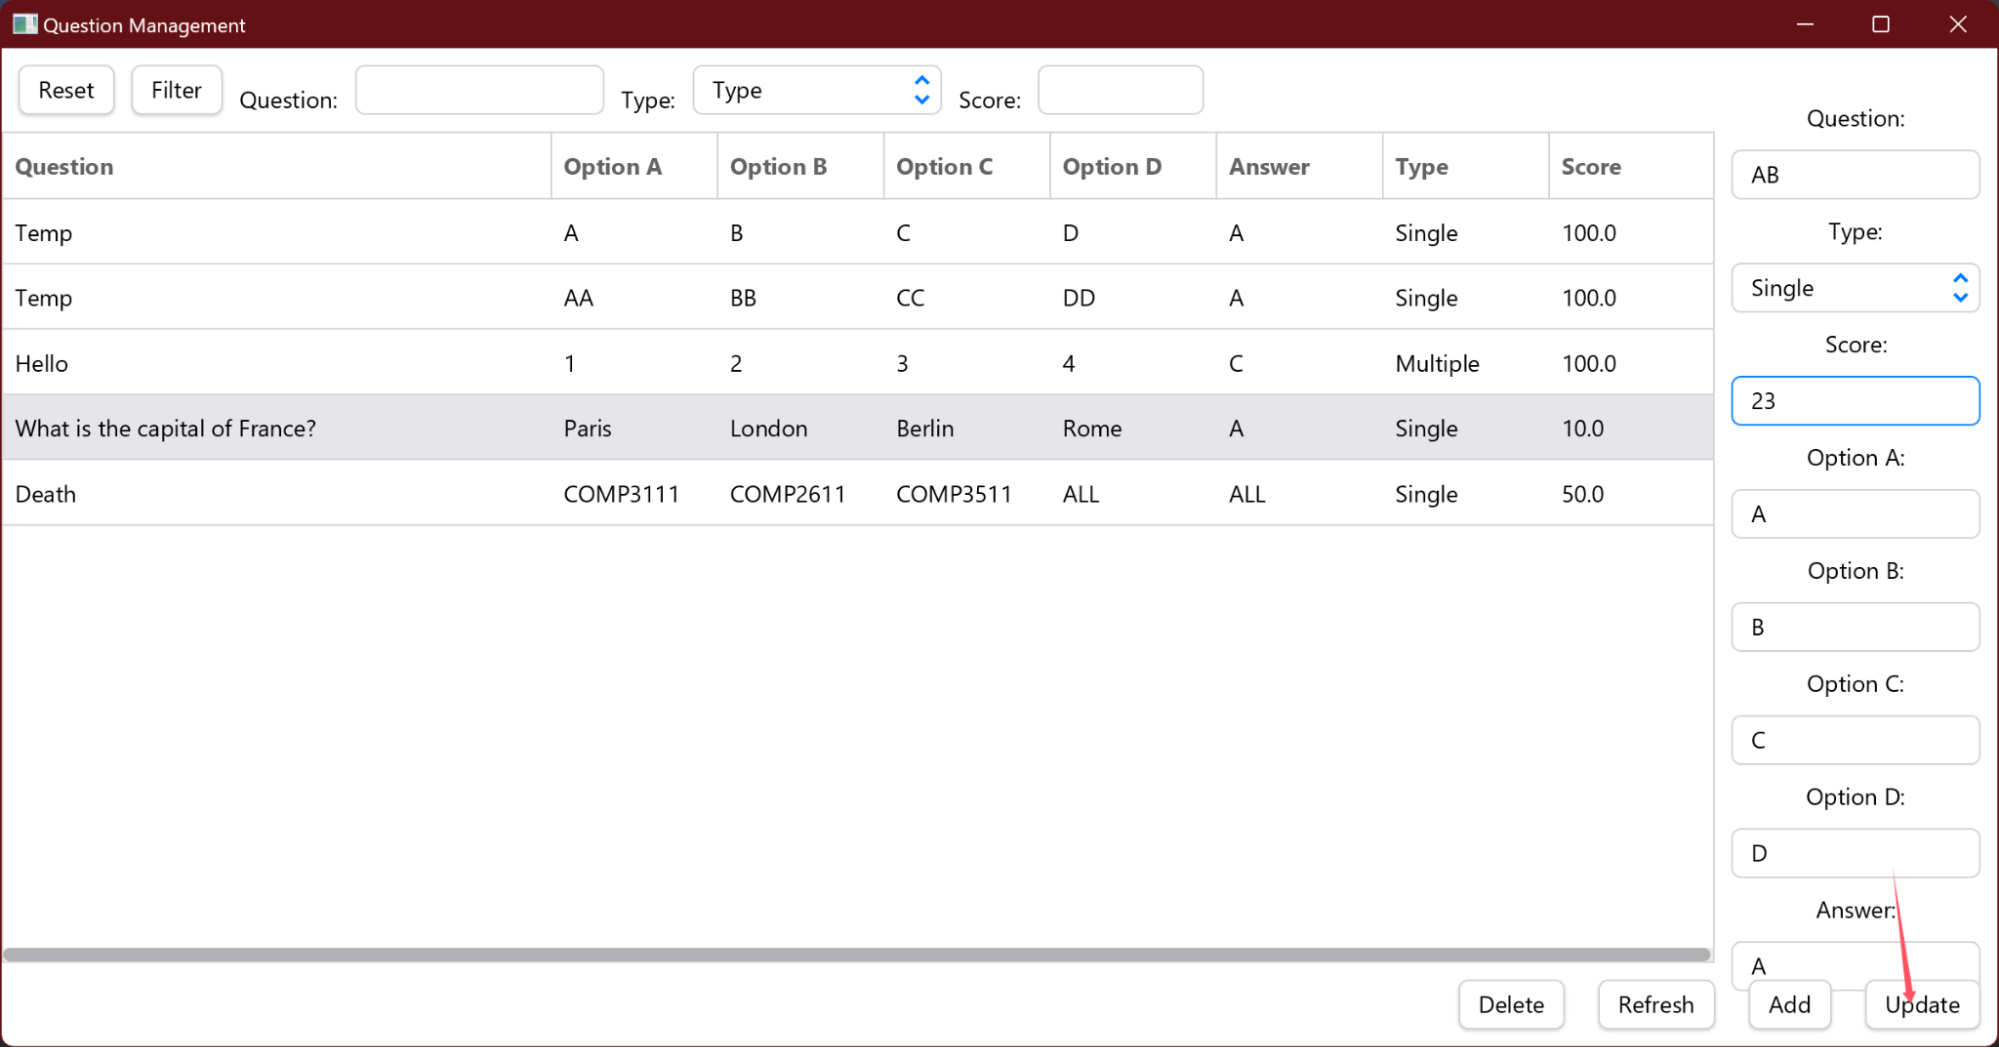 Question Management
Reset Filter Question: Type: Type Score:
Question Option A Option B Option C Option D Answer Type Score
Temp A B C D A Single 100.0
Temp AA BB CC DD A Single 100.0
Hello 1 2 3 4 C Multiple 100.0
What is the capital of France? Paris London Berlin Rome A Single 10.0
Death COMP3111 COMP2611 COMP3511 ALL ALL Single 50.0
Question:
AB
Type:
Single
Score:
23
Option A:
A
Option B:
B
Option C:
C
Option D:
D
Answer:
A
Delete Refresh Add Update